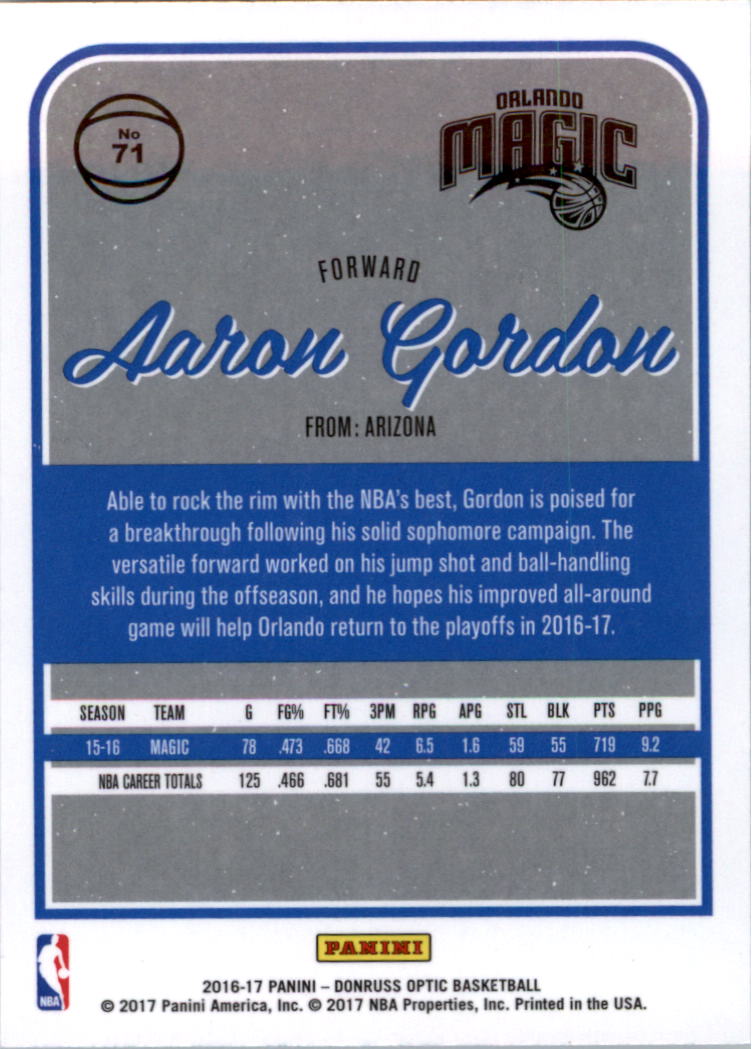 No
71
ORLANDO
MAGIC
FORWARD
Aaron Gordon
FROM: ARIZONA
Able to rock the rim with the NBA's best, Gordon is poised for
a breakthrough following his solid sophomore campaign. The
versatile forward worked on his jump shot and ball-handling
skills during the offseason, and he hopes his improved all-around
game will help Orlando return to the playoffs in 2016-17.
SEASON TEAM G FG% FT% 3PM RPG APG STL BLK PTS PPG
15-16 MAGIC 78 .473 .668 42 6.5 1.6 59 55 719 9.2
NBA CAREER TOTALS 125 .466 .681 55 5.4 1.3 80 77 962 7.7
PANINI
NBA
2016-17 PANINI – DONRUSS OPTIC BASKETBALL
© 2017 Panini America, Inc. © 2017 NBA Properties, Inc. Printed in the USA.